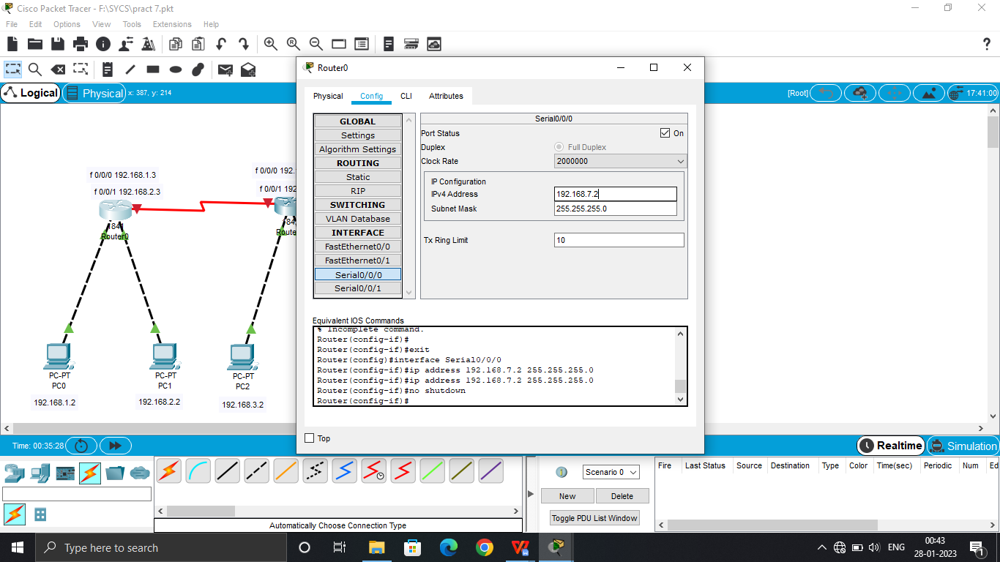 Cisco Packet Tracer - F:\SYCS\pract 7.pkt
File Edit Options View Tools Extensions Help
Logical
Physical
x: 387, y: 214
[Root]
17:41:00
f 0/0/0 192.168.1.3
f 0/0/1 192.168.2.3
1841
Router0
f 0/0/0 192.
f 0/0/1 192
184
Route
PC-PT
PC0
192.168.1.2
PC-PT
PC1
192.168.2.2
PC-PT
PC2
192.168.3.2
Router0
Physical Config CLI Attributes
GLOBAL
Settings
Algorithm Settings
ROUTING
Static
RIP
SWITCHING
VLAN Database
INTERFACE
FastEthernet0/0
FastEthernet0/1
Serial0/0/0
Serial0/0/1
Serial0/0/0
Port Status On
Duplex Full Duplex
Clock Rate 2000000
IP Configuration
IPv4 Address 192.168.7.2
Subnet Mask 255.255.255.0
Tx Ring Limit 10
Equivalent IOS Commands
% Incomplete command.
Router(config-if)#
Router(config-if)#exit
Router(config)#interface Serial0/0/0
Router(config-if)#ip address 192.168.7.2 255.255.255.0
Router(config-if)#ip address 192.168.7.2 255.255.255.0
Router(config-if)#no shutdown
Router(config-if)#
Top
Time: 00:35:28
Realtime
Simulation
Automatically Choose Connection Type
Scenario 0
New Delete
Toggle PDU List Window
Fire Last Status Source Destination Type Color Time(sec) Periodic Num Ed
Type here to search
ENG
00:43
28-01-2023
1